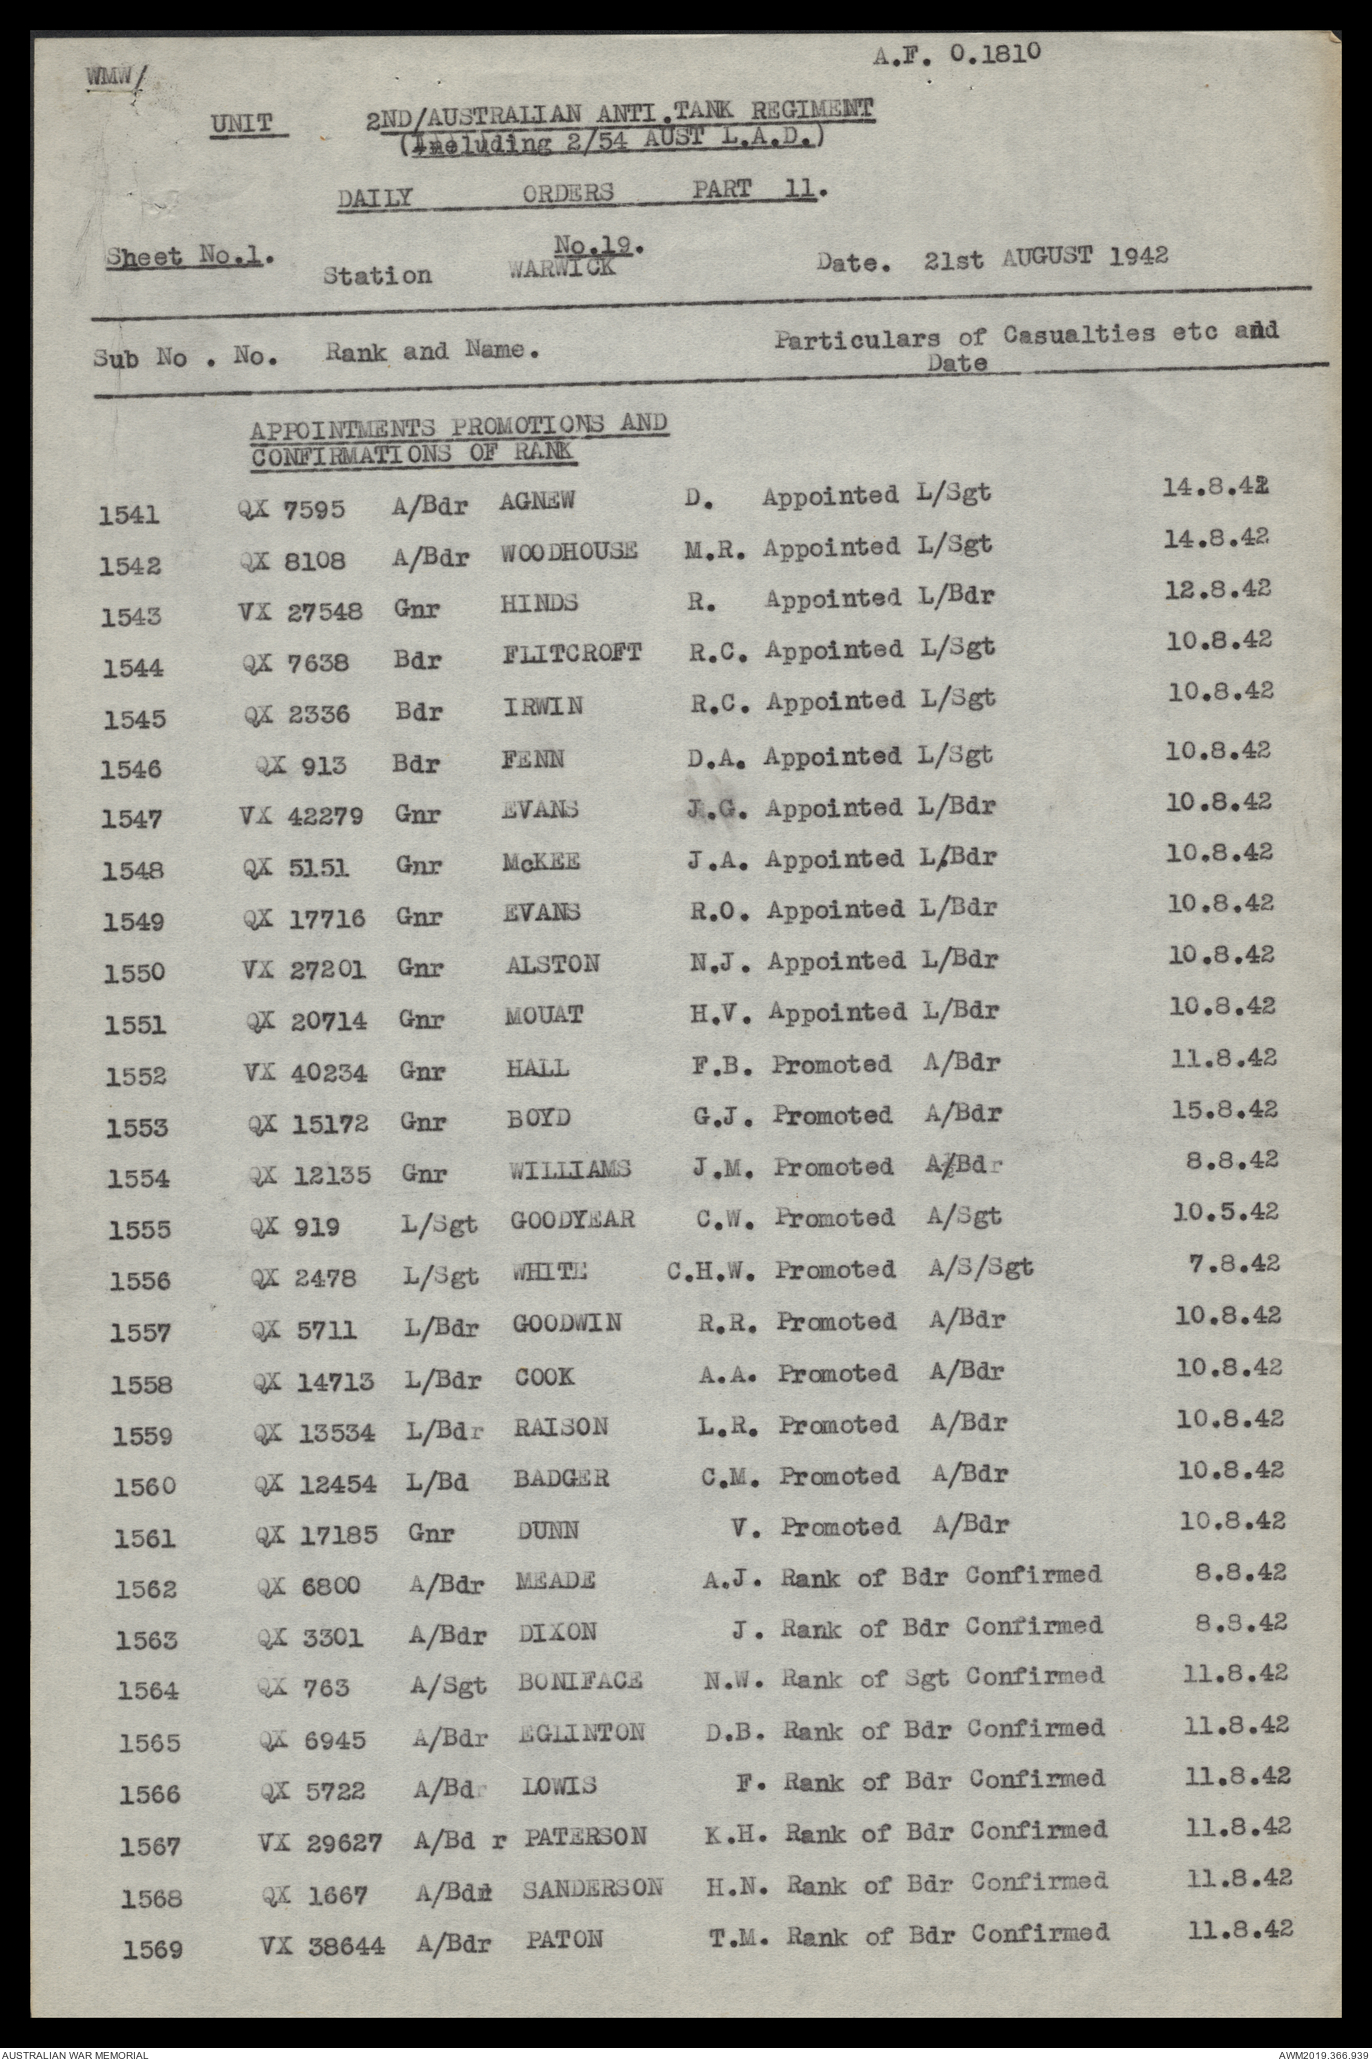 A.F. O.1810
WMW/
UNIT 2ND/AUSTRALIAN ANTI.TANK REGIMENT
(Including 2/54 AUST L.A.D.)
DAILY ORDERS PART 11.
No.19.
Sheet No.1. Station WARWICK Date. 21st AUGUST 1942
Sub No . No. Rank and Name. Particulars of Casualties etc and
Date
APPOINTMENTS PROMOTIONS AND
CONFIRMATIONS OF RANK
1541 QX 7595 A/Bdr AGNEW D. Appointed L/Sgt 14.8.42
1542 QX 8108 A/Bdr WOODHOUSE M.R. Appointed L/Sgt 14.8.42
1543 VX 27548 Gnr HINDS R. Appointed L/Bdr 12.8.42
1544 QX 7638 Bdr FLITCROFT R.C. Appointed L/Sgt 10.8.42
1545 QX 2336 Bdr IRWIN R.C. Appointed L/Sgt 10.8.42
1546 QX 913 Bdr FENN D.A. Appointed L/Sgt 10.8.42
1547 VX 42279 Gnr EVANS J.G. Appointed L/Bdr 10.8.42
1548 QX 5151 Gnr McKEE J.A. Appointed L/Bdr 10.8.42
1549 QX 17716 Gnr EVANS R.O. Appointed L/Bdr 10.8.42
1550 VX 27201 Gnr ALSTON N.J. Appointed L/Bdr 10.8.42
1551 QX 20714 Gnr MOUAT H.V. Appointed L/Bdr 10.8.42
1552 VX 40234 Gnr HALL F.B. Promoted A/Bdr 11.8.42
1553 QX 15172 Gnr BOYD G.J. Promoted A/Bdr 15.8.42
1554 QX 12135 Gnr WILLIAMS J.M. Promoted A/Bdr 8.8.42
1555 QX 919 L/Sgt GOODYEAR C.W. Promoted A/Sgt 10.5.42
1556 QX 2478 L/Sgt WHITE C.H.W. Promoted A/S/Sgt 7.8.42
1557 QX 5711 L/Bdr GOODWIN R.R. Promoted A/Bdr 10.8.42
1558 QX 14713 L/Bdr COOK A.A. Promoted A/Bdr 10.8.42
1559 QX 13534 L/Bdr RAISON L.R. Promoted A/Bdr 10.8.42
1560 QX 12454 L/Bd BADGER C.M. Promoted A/Bdr 10.8.42
1561 QX 17185 Gnr DUNN V. Promoted A/Bdr 10.8.42
1562 QX 6800 A/Bdr MEADE A.J. Rank of Bdr Confirmed 8.8.42
1563 QX 3301 A/Bdr DIXON J. Rank of Bdr Confirmed 8.8.42
1564 QX 763 A/Sgt BONIFACE N.W. Rank of Sgt Confirmed 11.8.42
1565 QX 6945 A/Bdr EGLINTON D.B. Rank of Bdr Confirmed 11.8.42
1566 QX 5722 A/Bdr LOWIS F. Rank of Bdr Confirmed 11.8.42
1567 VX 29627 A/Bd r PATERSON K.H. Rank of Bdr Confirmed 11.8.42
1568 QX 1667 A/Bdr SANDERSON H.N. Rank of Bdr Confirmed 11.8.42
1569 VX 38644 A/Bdr PATON T.M. Rank of Bdr Confirmed 11.8.42
AUSTRALIAN WAR MEMORIAL AWM2019.366.939